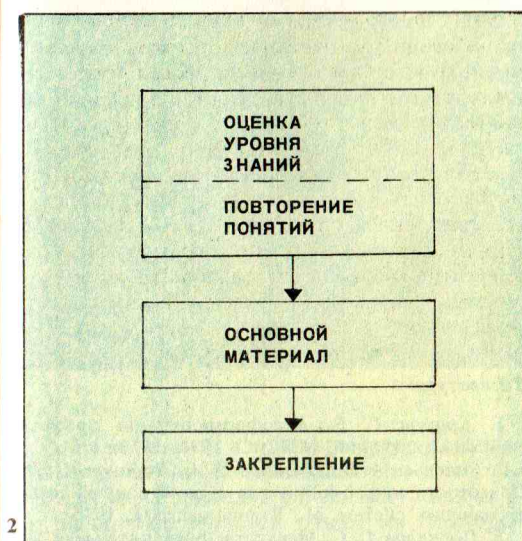 ОЦЕНКА
УРОВНЯ
ЗНАНИЙ
ПОВТОРЕНИЕ
ПОНЯТИЙ
ОСНОВНОЙ
МАТЕРИАЛ
ЗАКРЕПЛЕНИЕ
2